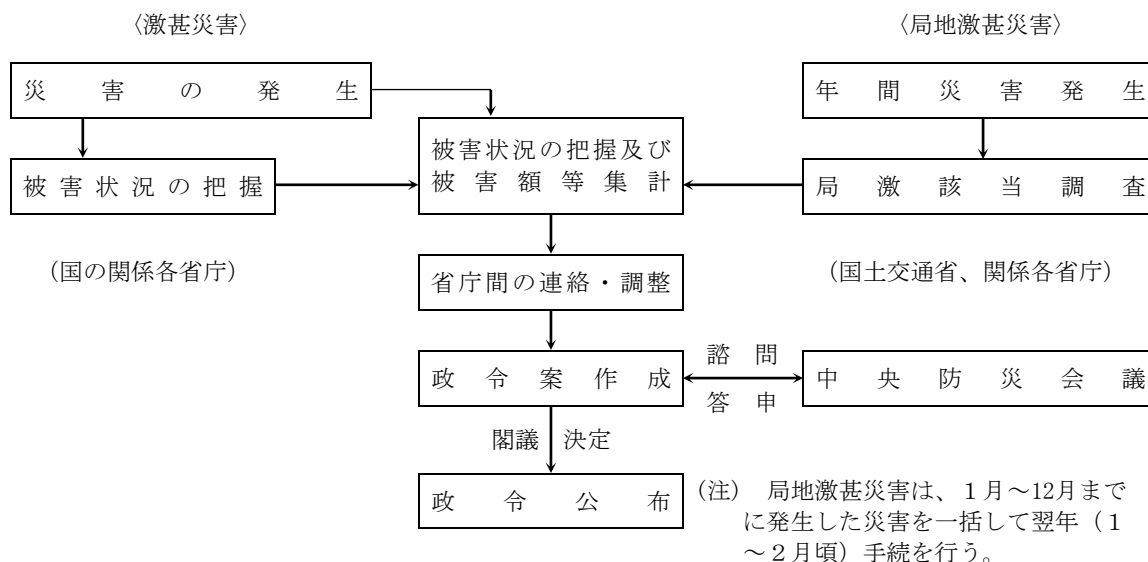 〈激甚災害〉
〈局地激甚災害〉
災害の発生
年間災害発生
被害状況の把握及び
被害額等集計
被害状況の把握
局激該当調査
（国の関係各省庁）
省庁間の連絡・調整
（国土交通省、関係各省庁）
諮問
政令案作成
中央防災会議
答申
閣議 決定
政令公布
（注） 局地激甚災害は、１月～12月まで
に発生した災害を一括して翌年（１
～２月頃）手続を行う。